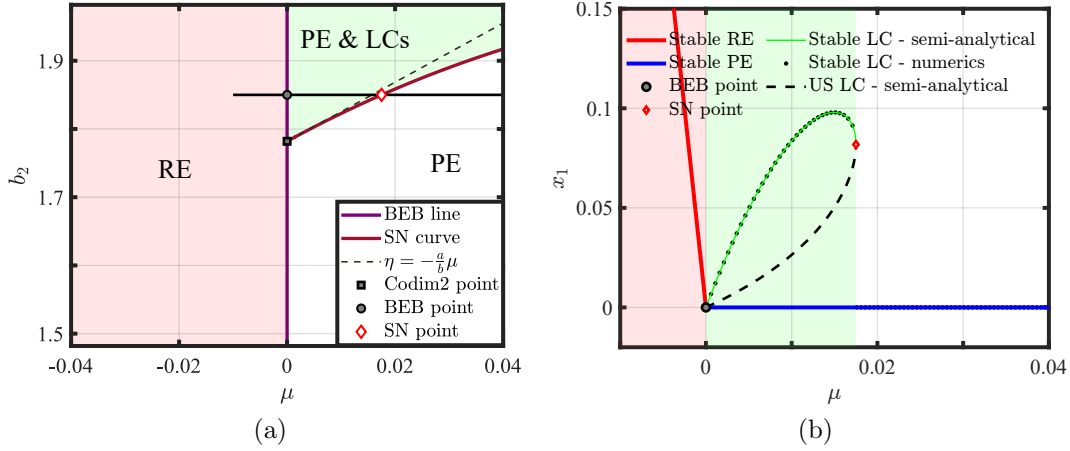 PE & LCs
RE
PE
1.9
1.7
1.5
b₂
-0.04
-0.02
0
0.02
0.04
μ
BEB line
SN curve
η = −a/b μ
Codim2 point
BEB point
SN point
(a)
0.15
0.1
0.05
0
x₁
Stable RE
Stable PE
BEB point
SN point
Stable LC - semi-analytical
Stable LC - numerics
US LC - semi-analytical
0
0.02
0.04
μ
(b)